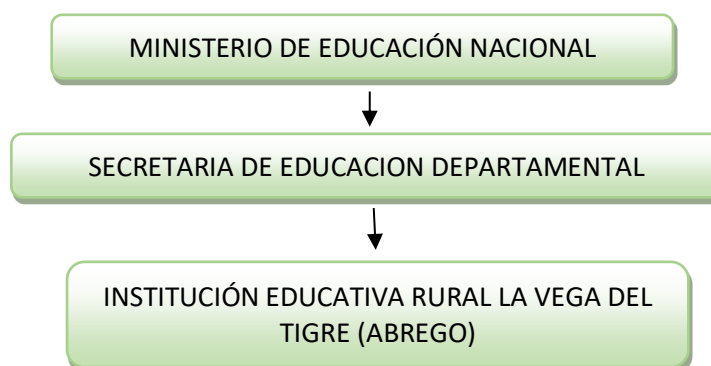 MINISTERIO DE EDUCACIÓN NACIONAL
SECRETARIA DE EDUCACION DEPARTAMENTAL
INSTITUCIÓN EDUCATIVA RURAL LA VEGA DEL
TIGRE (ABREGO)